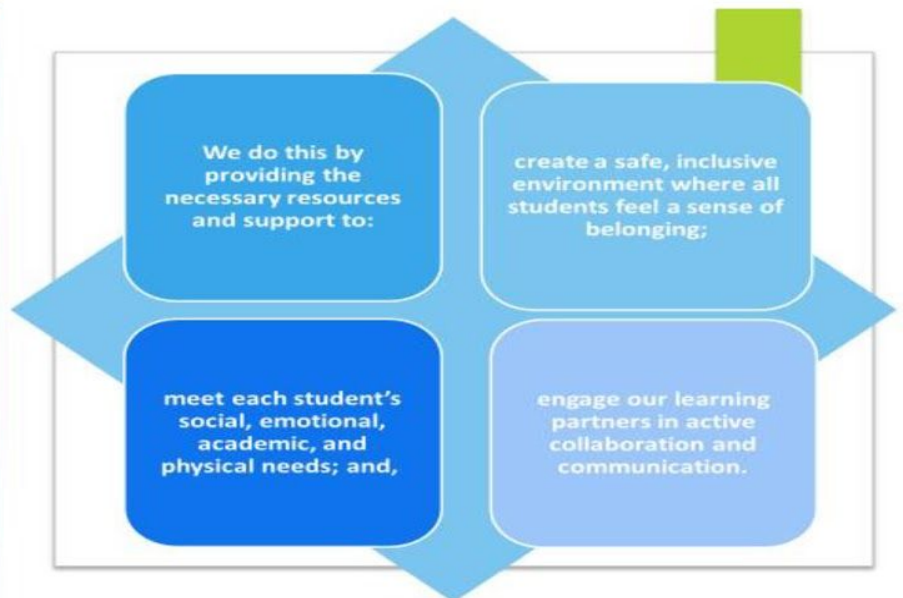 We do this by
providing the
necessary resources
and support to:
create a safe, inclusive
environment where all
students feel a sense of
belonging;
meet each student’s
social, emotional,
academic, and
physical needs; and,
engage our learning
partners in active
collaboration and
communication.